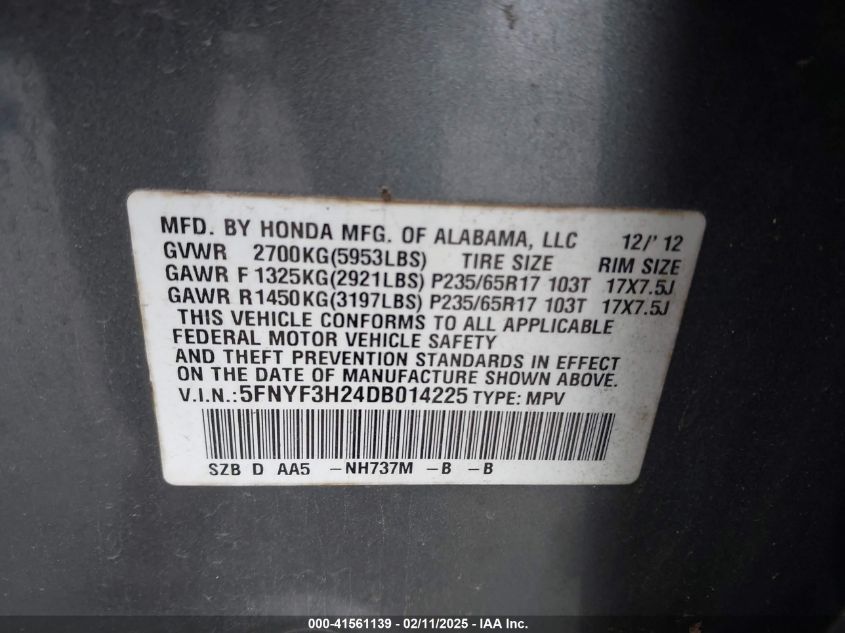 MFD. BY HONDA MFG. OF ALABAMA, LLC 12/' 12
GVWR 2700KG(5953LBS) TIRE SIZE RIM SIZE
GAWR F 1325KG(2921LBS) P235/65R17 103T 17X7.5J
GAWR R1450KG(3197LBS) P235/65R17 103T 17X7.5J
THIS VEHICLE CONFORMS TO ALL APPLICABLE
FEDERAL MOTOR VEHICLE SAFETY
AND THEFT PREVENTION STANDARDS IN EFFECT
ON THE DATE OF MANUFACTURE SHOWN ABOVE.
V.I.N.:5FNYF3H24DB014225 TYPE: MPV
SZB D AA5 -NH737M -B -B
000-41561139 - 02/11/2025 - IAA Inc.